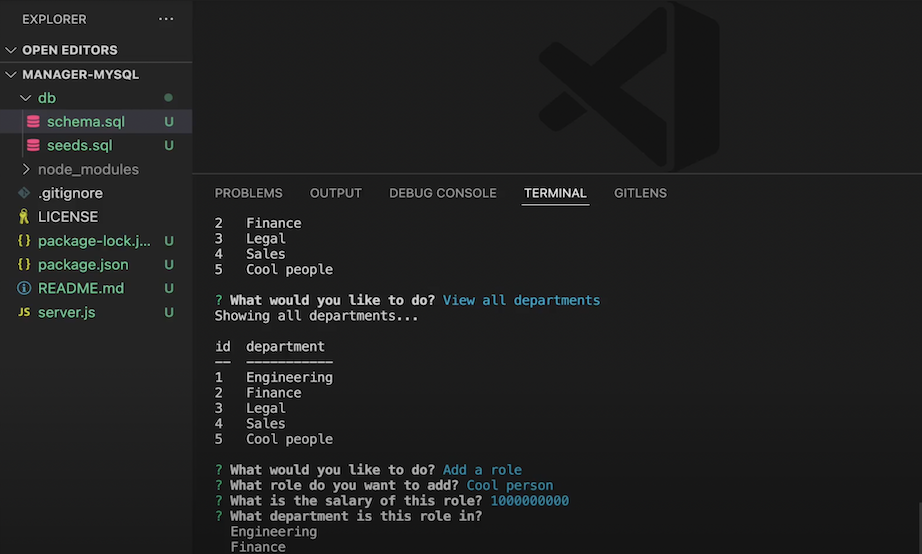 EXPLORER
...
OPEN EDITORS
MANAGER-MYSQL
db
schema.sql U
seeds.sql U
node_modules
.gitignore
LICENSE
{} package-lock.j... U
{} package.json U
README.md U
JS server.js U
PROBLEMS OUTPUT DEBUG CONSOLE TERMINAL GITLENS
2 Finance
3 Legal
4 Sales
5 Cool people
? What would you like to do? View all departments
Showing all departments...
id department
-- -----------
1 Engineering
2 Finance
3 Legal
4 Sales
5 Cool people
? What would you like to do? Add a role
? What role do you want to add? Cool person
? What is the salary of this role? 1000000000
? What department is this role in?
Engineering
Finance